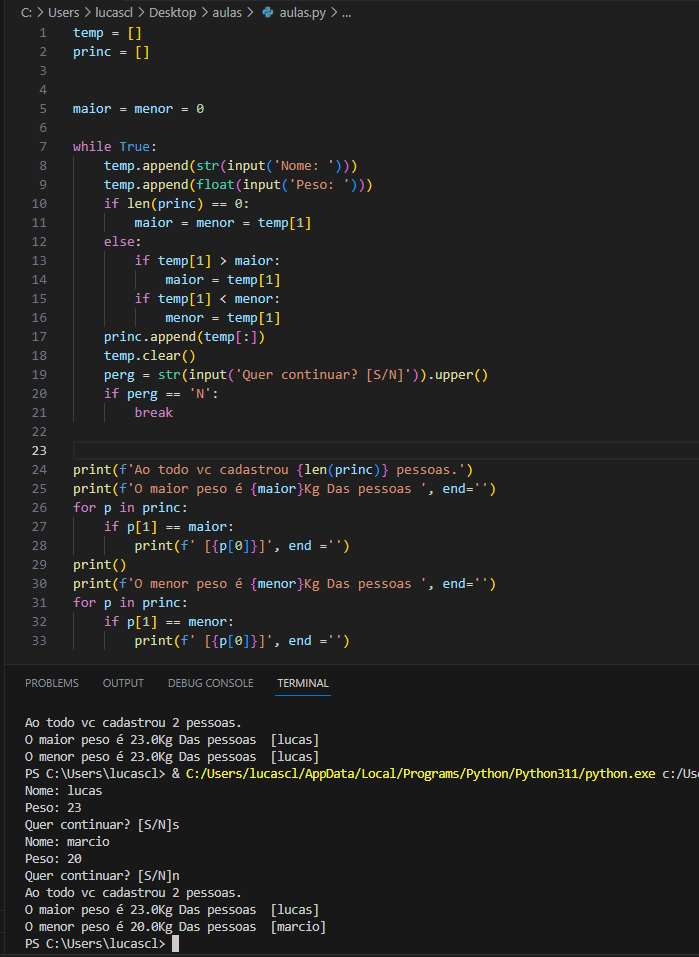 C: > Users > lucascl > Desktop > aulas > aulas.py > ...
1 temp = []
2 princ = []
3
4
5 maior = menor = 0
6
7 while True:
8     temp.append(str(input('Nome: ')))
9     temp.append(float(input('Peso: ')))
10     if len(princ) == 0:
11         maior = menor = temp[1]
12     else:
13         if temp[1] > maior:
14             maior = temp[1]
15         if temp[1] < menor:
16             menor = temp[1]
17     princ.append(temp[:])
18     temp.clear()
19     perg = str(input('Quer continuar? [S/N]')).upper()
20     if perg == 'N':
21         break
22
23
24 print(f'Ao todo vc cadastrou {len(princ)} pessoas.')
25 print(f'O maior peso é {maior}Kg Das pessoas ', end='')
26 for p in princ:
27     if p[1] == maior:
28         print(f' [{p[0]}]', end ='')
29 print()
30 print(f'O menor peso é {menor}Kg Das pessoas ', end='')
31 for p in princ:
32     if p[1] == menor:
33         print(f' [{p[0]}]', end ='')
PROBLEMS OUTPUT DEBUG CONSOLE TERMINAL
Ao todo vc cadastrou 2 pessoas.
O maior peso é 23.0Kg Das pessoas  [lucas]
O menor peso é 23.0Kg Das pessoas  [lucas]
PS C:\Users\lucascl> & C:/Users/lucascl/AppData/Local/Programs/Python/Python311/python.exe c:/Use
Nome: lucas
Peso: 23
Quer continuar? [S/N]s
Nome: marcio
Peso: 20
Quer continuar? [S/N]n
Ao todo vc cadastrou 2 pessoas.
O maior peso é 23.0Kg Das pessoas  [lucas]
O menor peso é 20.0Kg Das pessoas  [marcio]
PS C:\Users\lucascl>